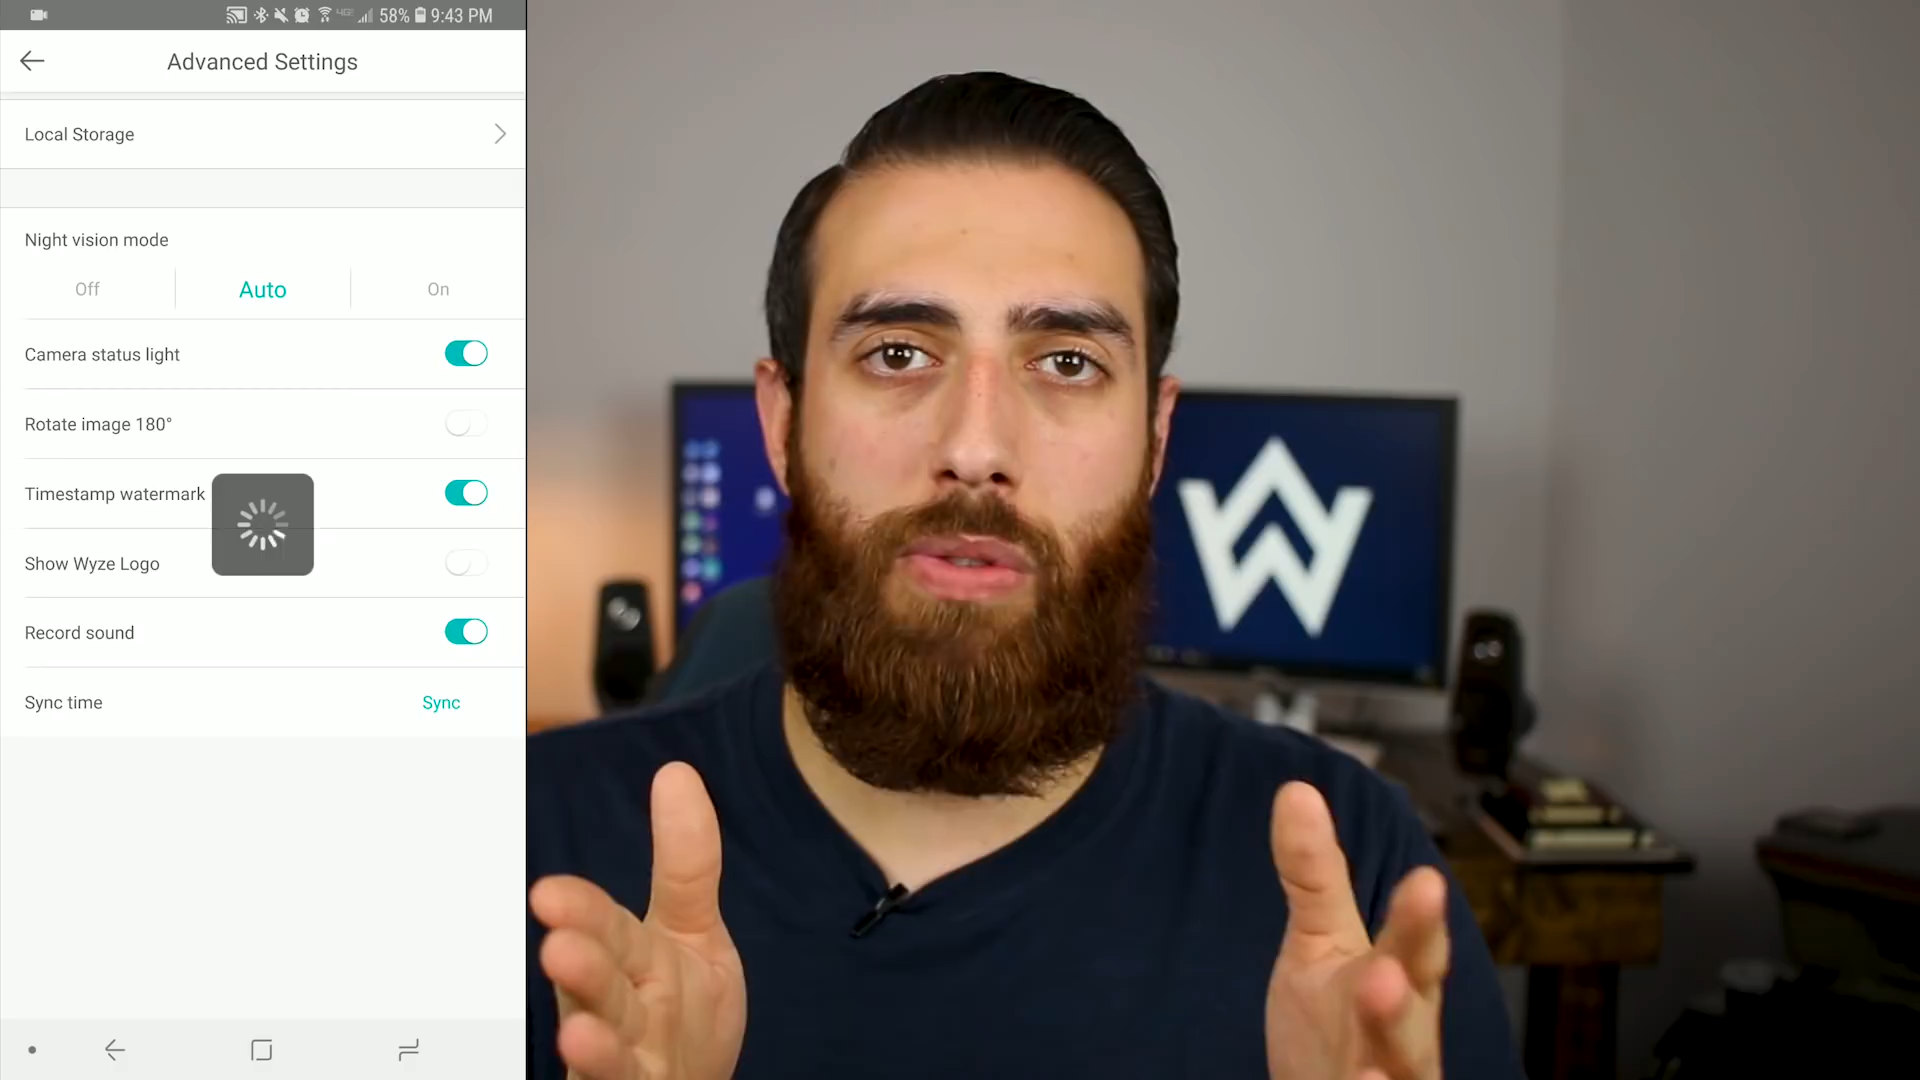 58% 9:43 PM
Advanced Settings
Local Storage
Night vision mode
Off Auto On
Camera status light
Rotate image 180°
Timestamp watermark
Show Wyze Logo
Record sound
Sync time Sync